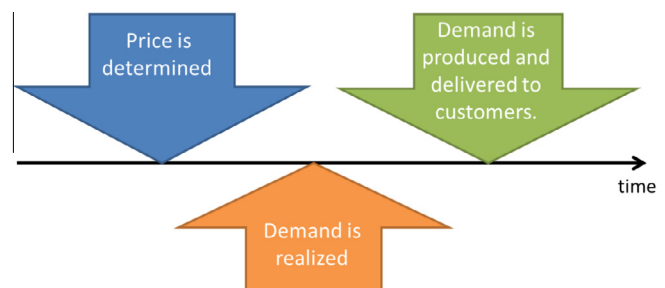 Price is
determined
Demand is
produced and
delivered to
customers.
time
Demand is
realized